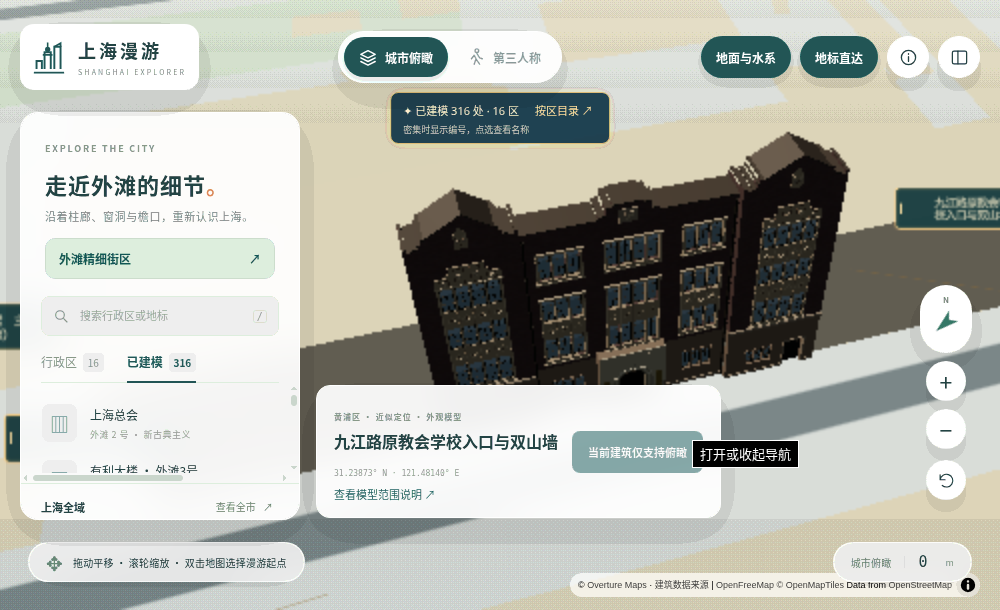 上海漫游
SHANGHAI EXPLORER
城市俯瞰
第三人称
地面与水系
地标直达
✦ 已建模 316 处 · 16 区 按区目录 ↗
密集时显示编号，点选查看名称
EXPLORE THE CITY
走近外滩的细节。
沿着柱廊、窗洞与檐口，重新认识上海。
外滩精细街区 ↗
搜索行政区或地标 /
行政区 16
已建模 316
上海总会
外滩 2 号 · 新古典主义
有利大楼 · 外滩3号
上海全域
查看全市 ↗
九江路原教会
N
+
−
黄浦区 · 近似定位 · 外观模型
九江路原教会学校入口与双山墙
31.23873° N · 121.48140° E
查看模型范围说明 ↗
当前建筑仅支持俯瞰
打开或收起导航
拖动平移 · 滚轮缩放 · 双击地图选择漫游起点
城市俯瞰 0 m
© Overture Maps · 建筑数据来源 | OpenFreeMap © OpenMapTiles Data from OpenStreetMap